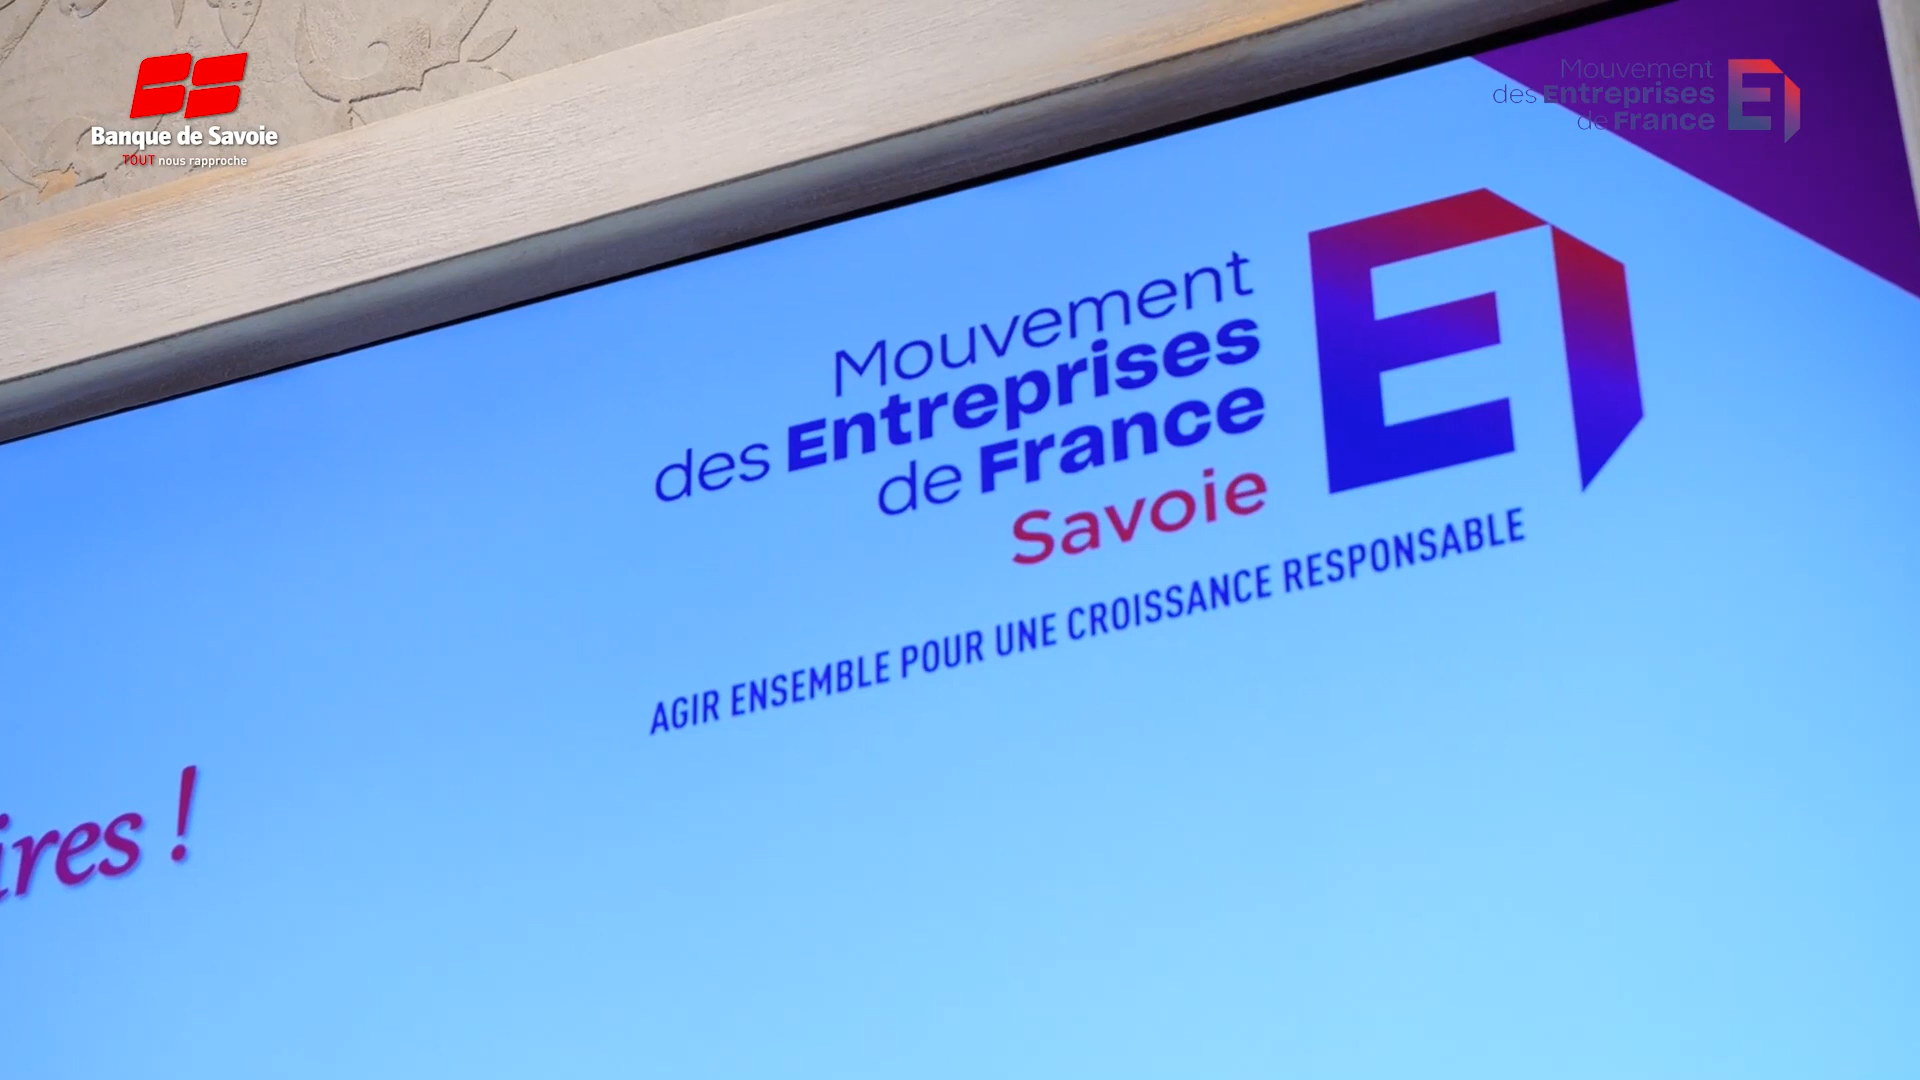 Banque de Savoie
TOUT nous rapproche
Mouvement
des Entreprises
de France
Mouvement
des Entreprises
de France
Savoie
AGIR ENSEMBLE POUR UNE CROISSANCE RESPONSABLE
ires !